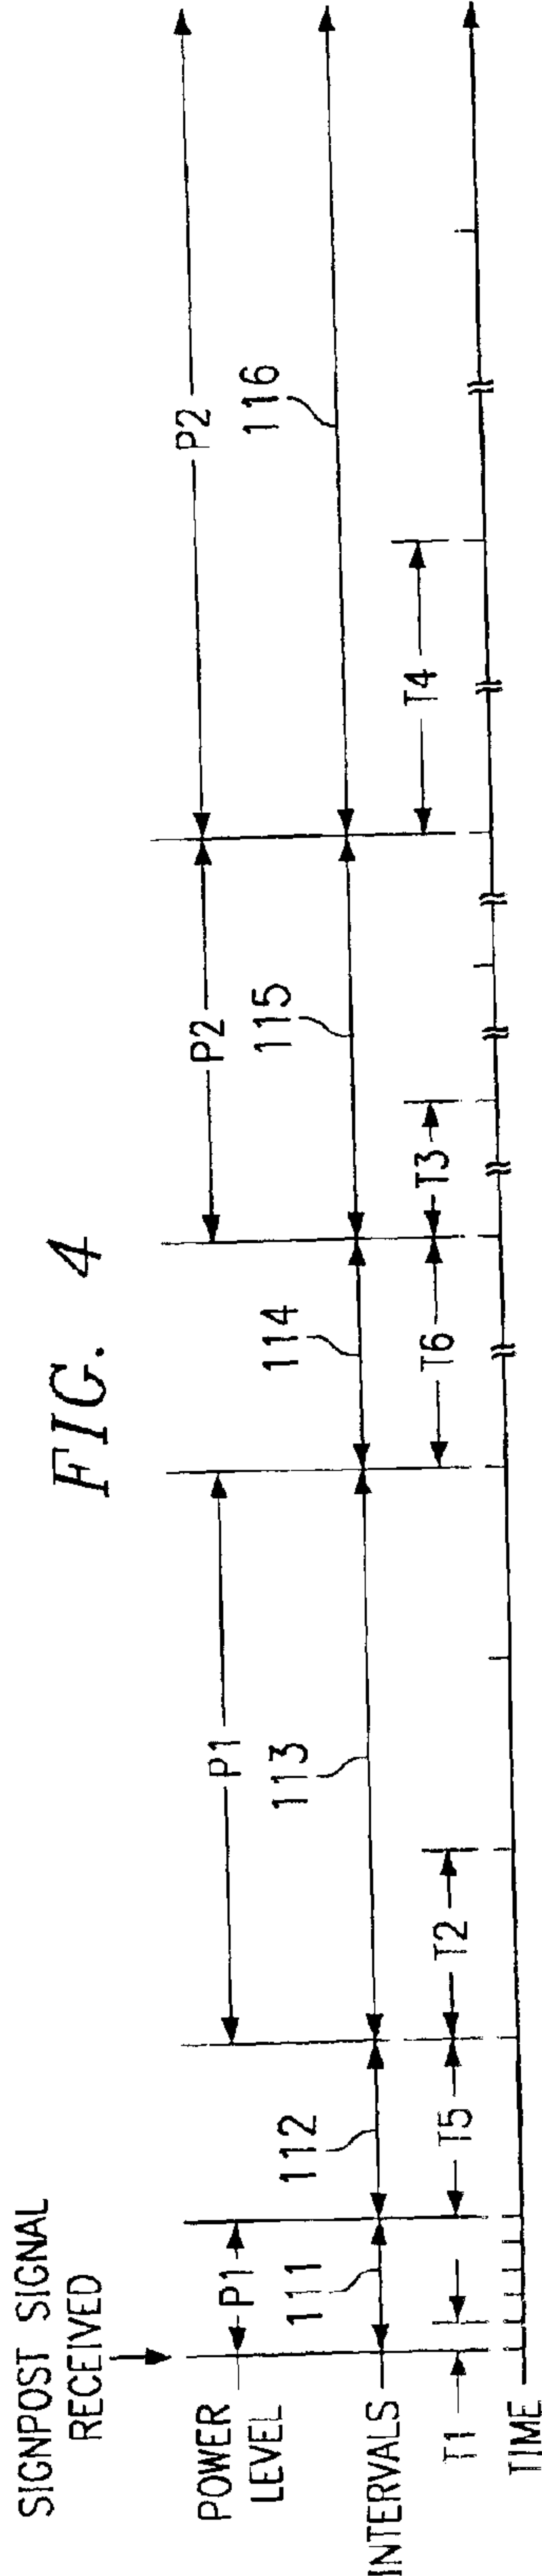 FIG. 4
SIGNPOST SIGNAL
RECEIVED
POWER
LEVEL
P1
P1
P2
P2
INTERVALS
111
112
113
114
115
116
T1
T5
T2
T6
T3
T4
TIME